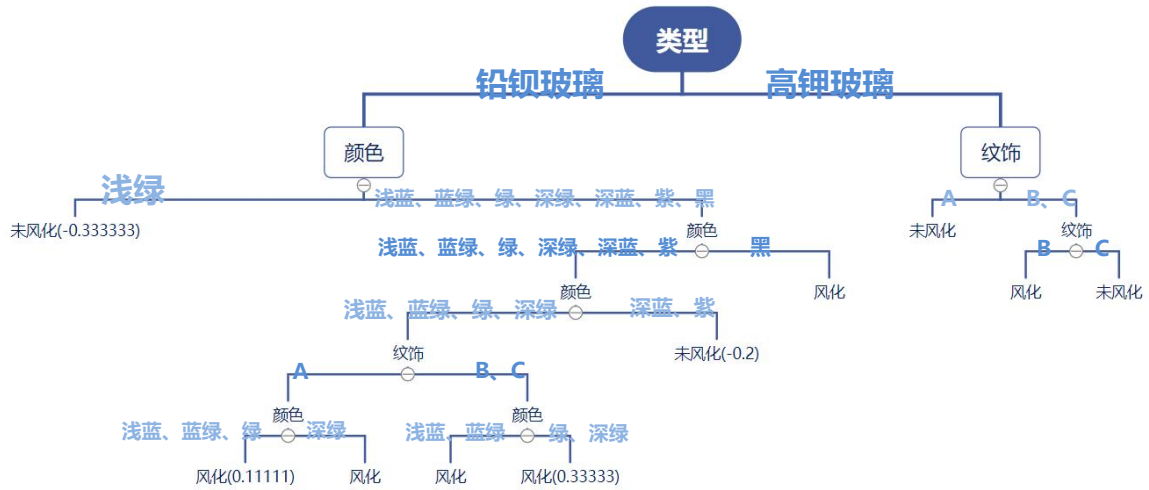 类型
铅钡玻璃 高钾玻璃
颜色 纹饰
浅绿 浅蓝、蓝绿、绿、深绿、深蓝、紫、黑 A B、C
未风化(-0.333333) 颜色 未风化 纹饰
浅蓝、蓝绿、绿、深绿、深蓝、紫 黑 B C
颜色 风化 风化 未风化
浅蓝、蓝绿、绿、深绿 深蓝、紫
纹饰 未风化(-0.2)
A B、C
颜色 颜色
浅蓝、蓝绿、绿 深绿 浅蓝、蓝绿 绿、深绿
风化(0.11111) 风化 风化 风化(0.33333)